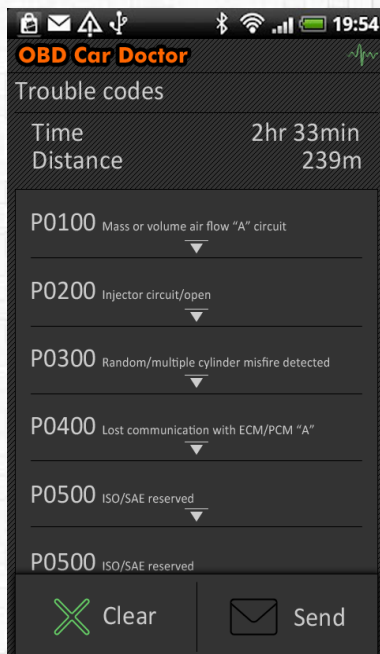 19:54
OBD Car Doctor
Trouble codes
Time 2hr 33min
Distance 239m
P0100 Mass or volume air flow “A” circuit
P0200 Injector circuit/open
P0300 Random/multiple cylinder misfire detected
P0400 Lost communication with ECM/PCM “A”
P0500 ISO/SAE reserved
P0500 ISO/SAE reserved
Clear Send